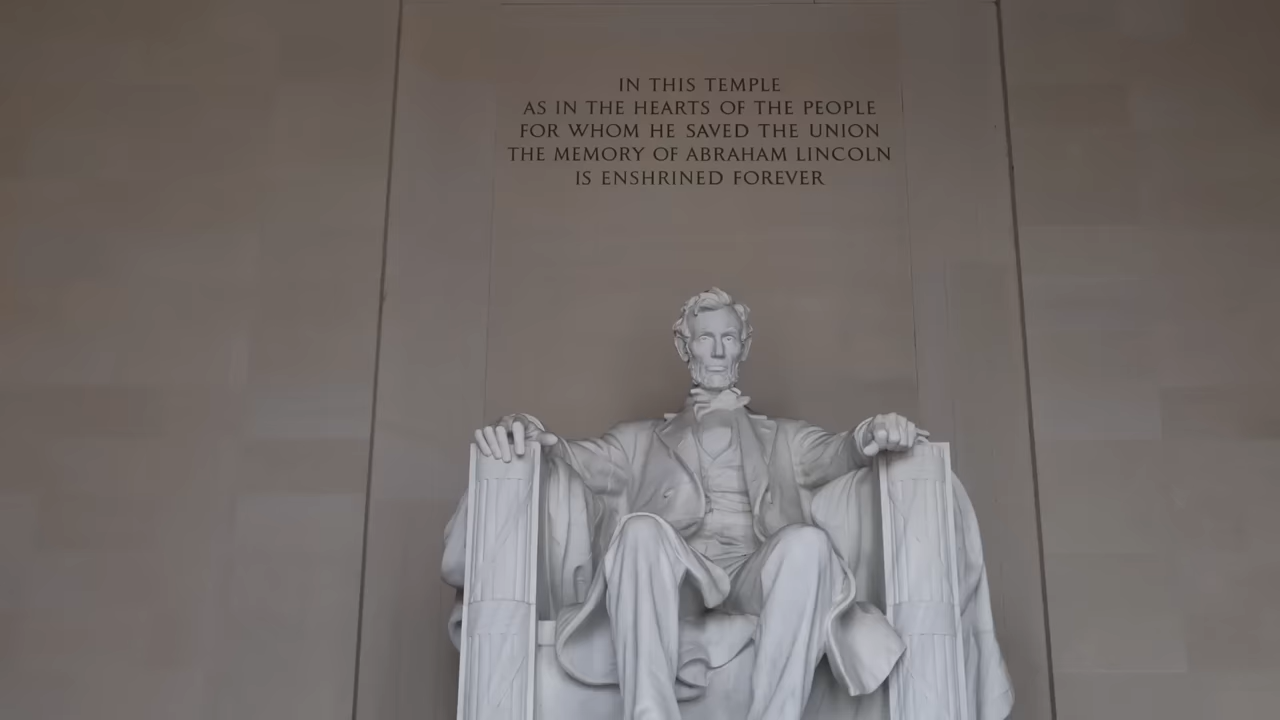 IN THIS TEMPLE
AS IN THE HEARTS OF THE PEOPLE
FOR WHOM HE SAVED THE UNION
THE MEMORY OF ABRAHAM LINCOLN
IS ENSHRINED FOREVER